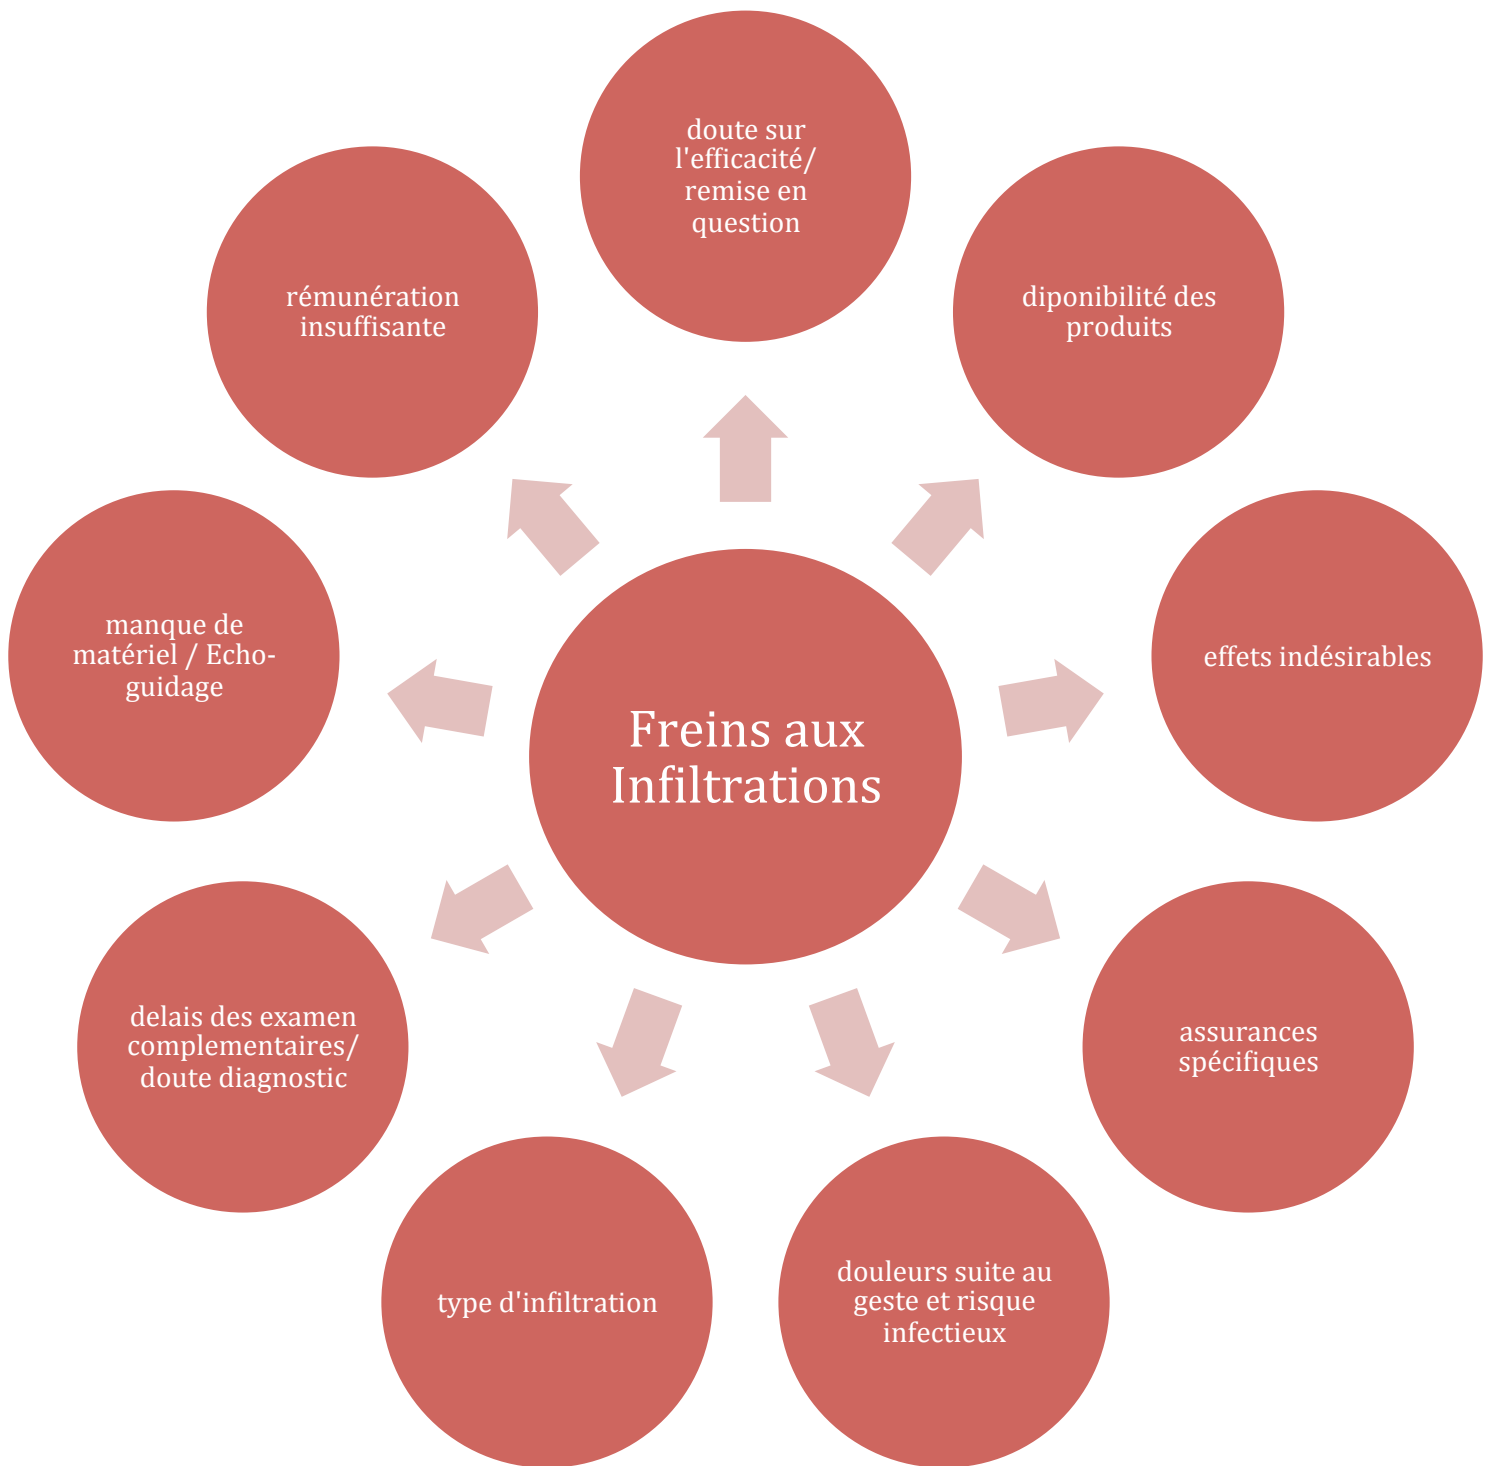 doute sur
l'efficacité/
remise en
question
diponibilité des
produits
effets indésirables
assurances
spécifiques
douleurs suite au
geste et risque
infectieux
type d'infiltration
delais des examen
complementaires/
doute diagnostic
manque de
matériel / Echo-
guidage
rémunération
insuffisante
Freins aux
Infiltrations